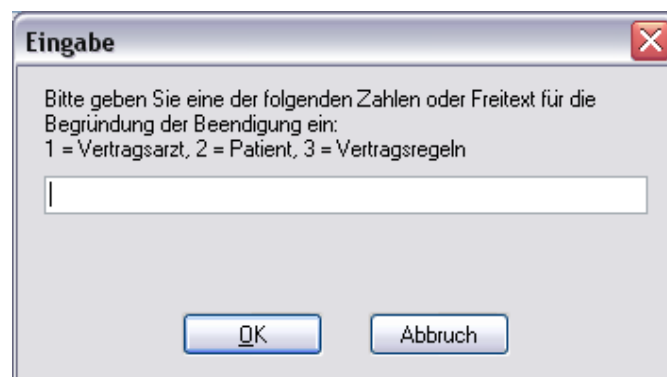 Eingabe
Bitte geben Sie eine der folgenden Zahlen oder Freitext für die
Begründung der Beendigung ein:
1 = Vertragsarzt, 2 = Patient, 3 = Vertragsregeln
OK
Abbruch